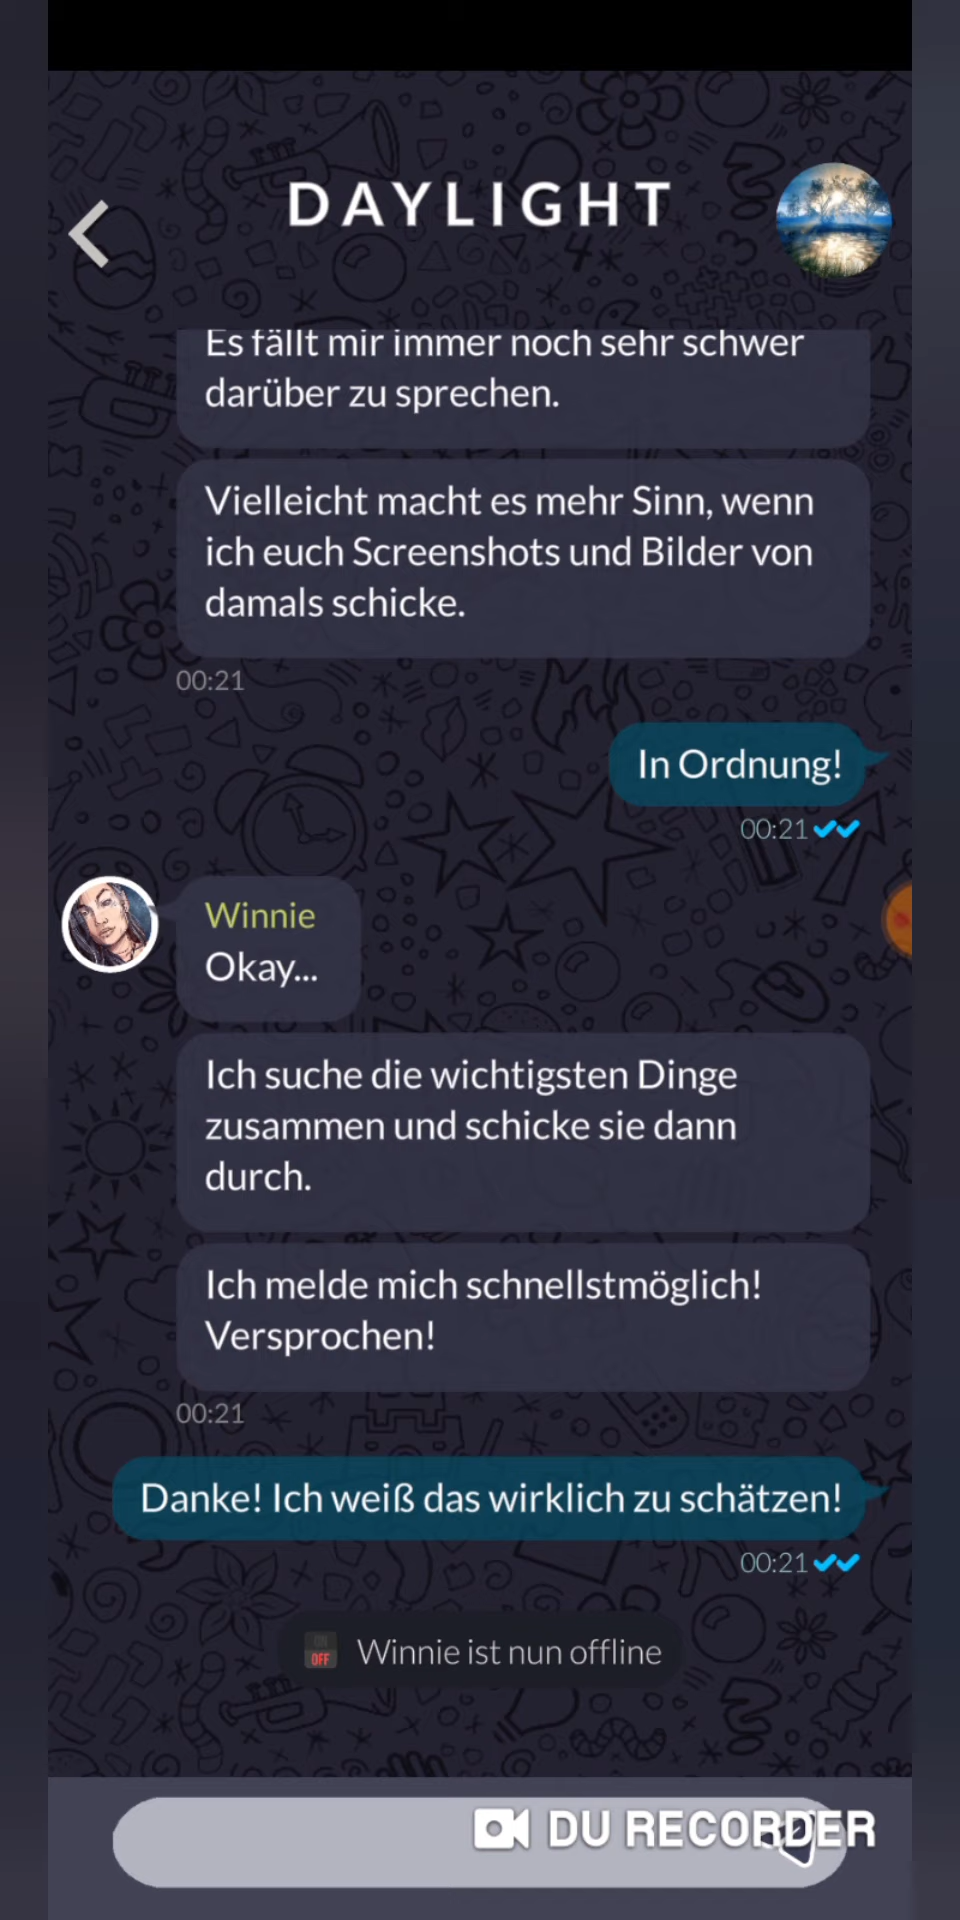 DAYLIGHT
Es fällt mir immer noch sehr schwer
darüber zu sprechen.
Vielleicht macht es mehr Sinn, wenn
ich euch Screenshots und Bilder von
damals schicke.
00:21
In Ordnung!
00:21
Winnie
Okay...
Ich suche die wichtigsten Dinge
zusammen und schicke sie dann
durch.
Ich melde mich schnellstmöglich!
Versprochen!
00:21
Danke! Ich weiß das wirklich zu schätzen!
00:21
ON
OFF
Winnie ist nun offline
DU RECORDER